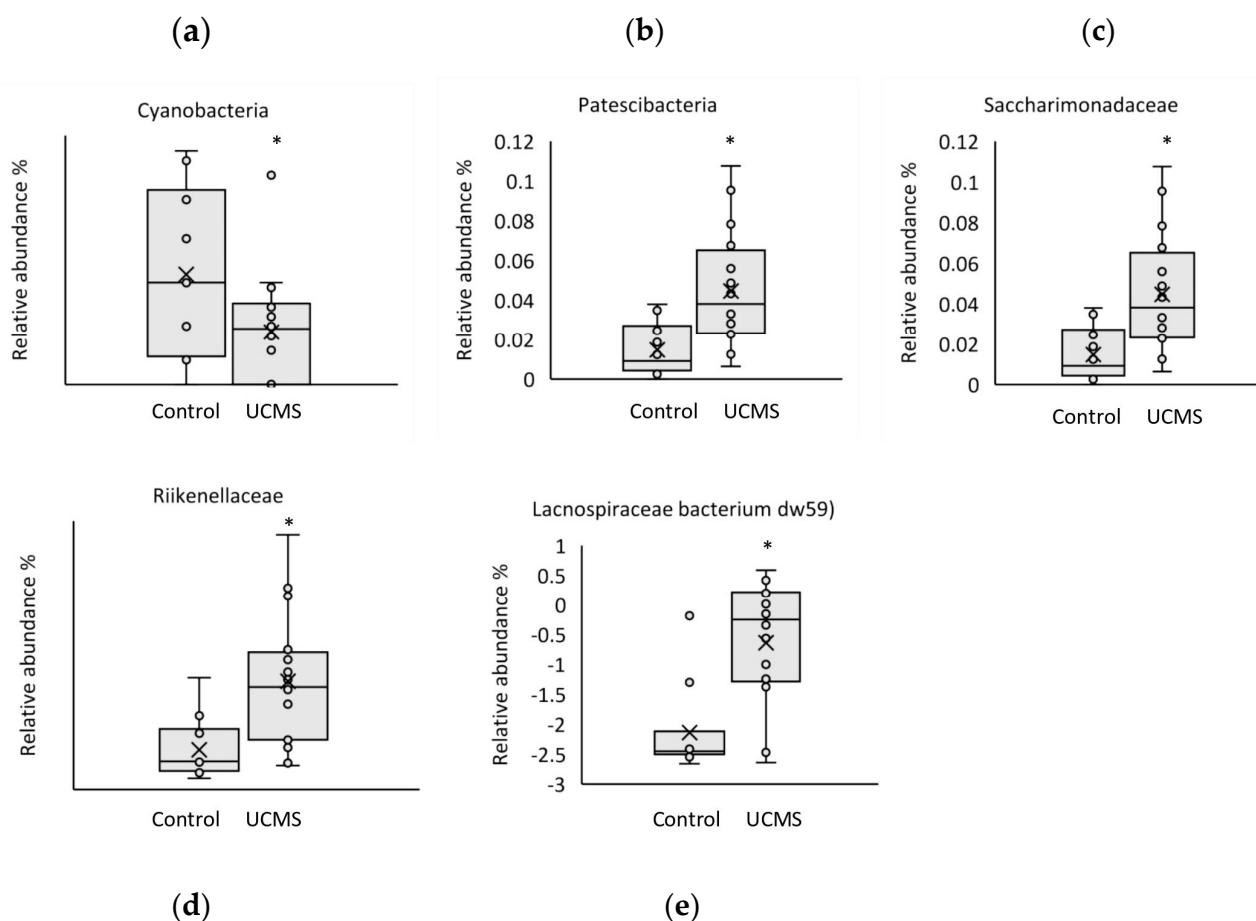 (a) (b) (c)
Cyanobacteria
*
Relative abundance %
Control UCMS
Patescibacteria
*
0.12
0.1
0.08
0.06
0.04
0.02
0
Relative abundance %
Control UCMS
Saccharimonadaceae
*
0.12
0.1
0.08
0.06
0.04
0.02
0
Relative abundance %
Control UCMS
Riikenellaceae
*
Relative abundance %
Control UCMS
Lacnospiraceae bacterium dw59)
*
1
0.5
0
-0.5
-1
-1.5
-2
-2.5
-3
Relative abundance %
Control UCMS
(d) (e)